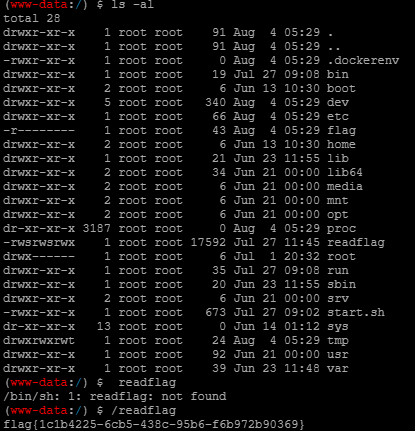 (www-data:/) $ ls -al
total 28
drwxr-xr-x 1 root root 91 Aug 4 05:29 .
drwxr-xr-x 1 root root 91 Aug 4 05:29 ..
-rwxr-xr-x 1 root root 0 Aug 4 05:29 .dockerenv
drwxr-xr-x 1 root root 19 Jul 27 09:08 bin
drwxr-xr-x 2 root root 6 Jun 13 10:30 boot
drwxr-xr-x 5 root root 340 Aug 4 05:29 dev
drwxr-xr-x 1 root root 66 Aug 4 05:29 etc
-r-------- 1 root root 43 Aug 4 05:29 flag
drwxr-xr-x 2 root root 6 Jun 13 10:30 home
drwxr-xr-x 1 root root 21 Jun 23 11:55 lib
drwxr-xr-x 2 root root 34 Jun 21 00:00 lib64
drwxr-xr-x 2 root root 6 Jun 21 00:00 media
drwxr-xr-x 2 root root 6 Jun 21 00:00 mnt
drwxr-xr-x 2 root root 6 Jun 21 00:00 opt
dr-xr-xr-x 3187 root root 0 Aug 4 05:29 proc
-rwsrwsrwx 1 root root 17592 Jul 27 11:45 readflag
drwx------ 1 root root 6 Jul 1 20:32 root
drwxr-xr-x 1 root root 35 Jul 27 09:08 run
drwxr-xr-x 1 root root 20 Jun 23 11:55 sbin
drwxr-xr-x 2 root root 6 Jun 21 00:00 srv
-rwxr-xr-x 1 root root 673 Jul 27 09:02 start.sh
dr-xr-xr-x 13 root root 0 Jun 14 01:12 sys
drwxrwxrwt 1 root root 24 Aug 4 05:29 tmp
drwxr-xr-x 1 root root 92 Jun 21 00:00 usr
drwxr-xr-x 1 root root 39 Jun 23 11:48 var
(www-data:/) $ readflag
/bin/sh: 1: readflag: not found
(www-data:/) $ /readflag
flag{1c1b4225-6cb5-438c-95b6-f6b972b90369}